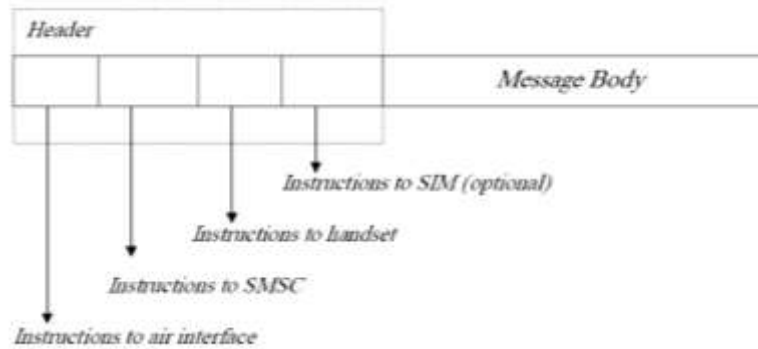 Header
Message Body
Instructions to SIM (optional)
Instructions to handset
Instructions to SMSC
Instructions to air interface